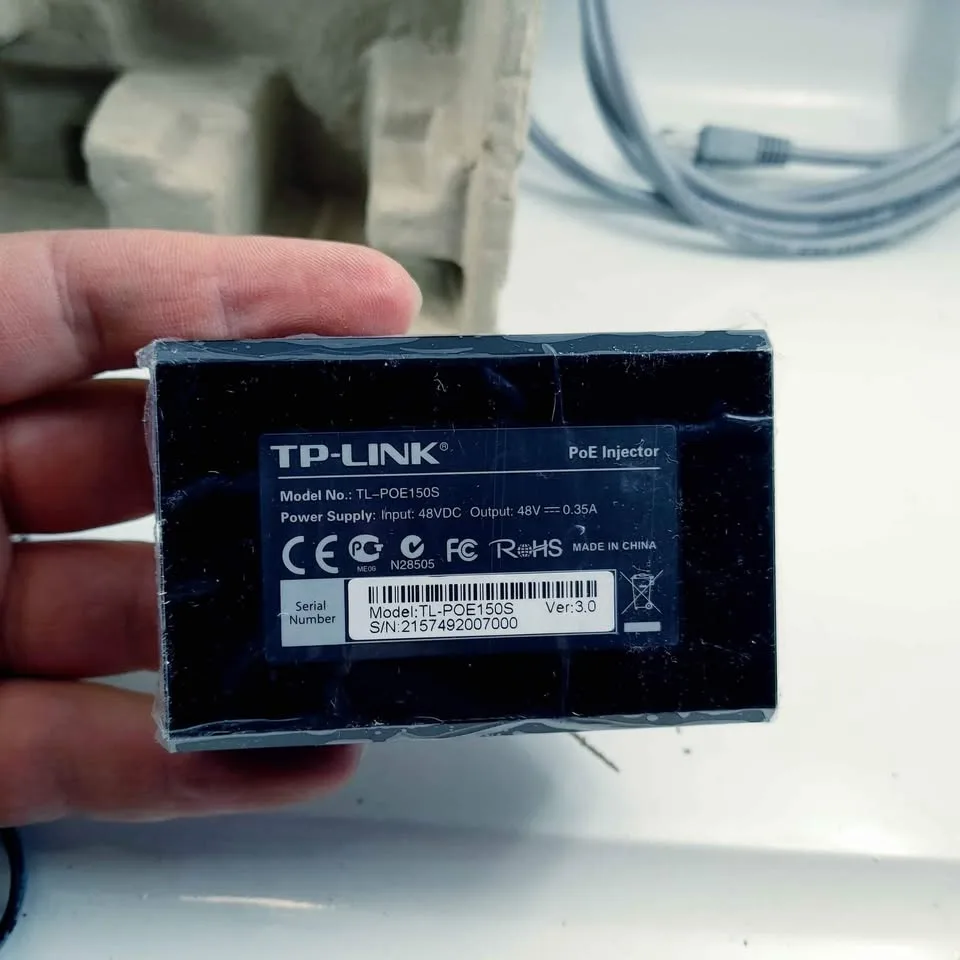 TP-LINK® PoE Injector
Model No.: TL-POE150S
Power Supply: Input: 48VDC Output: 48V⎓0.35A
CE PCT ME06 N28505 FC RoHS MADE IN CHINA
Serial Number
Model:TL-POE150S Ver:3.0
S/N:2157492007000